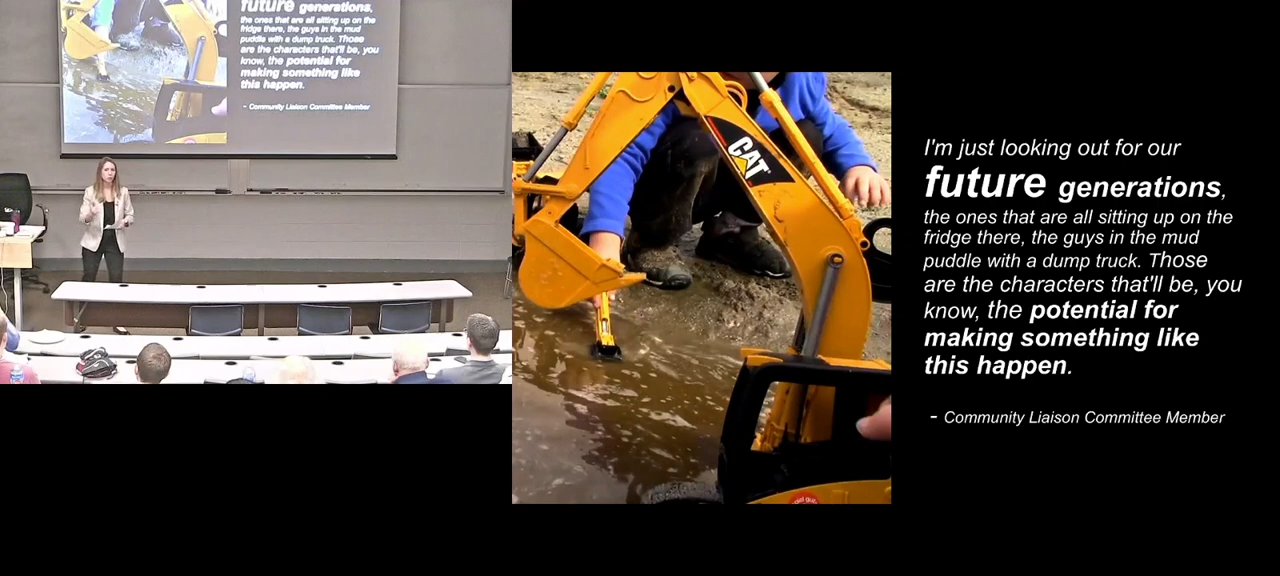 future generations,
the ones that are all sitting up on the
fridge there, the guys in the mud
puddle with a dump truck. Those
are the characters that'll be, you
know, the potential for
making something like
this happen.
- Community Liaison Committee Member
CAT
I'm just looking out for our
future generations,
the ones that are all sitting up on the
fridge there, the guys in the mud
puddle with a dump truck. Those
are the characters that'll be, you
know, the potential for
making something like
this happen.
- Community Liaison Committee Member